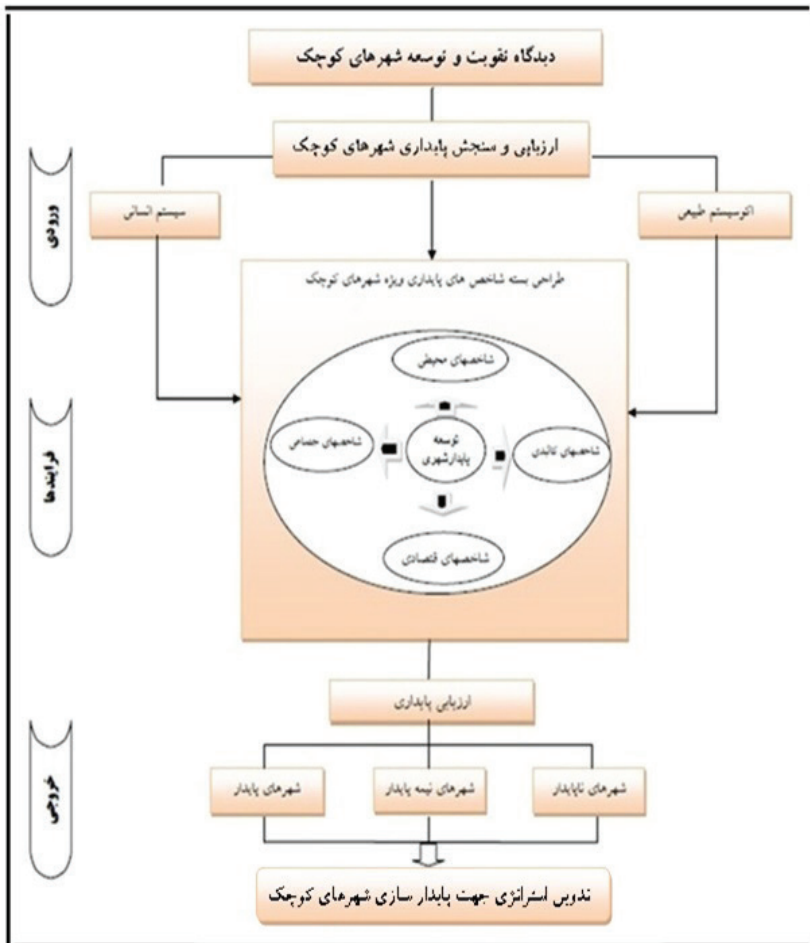 دیدگاه تقویت و توسعه شهرهای کوچک
ارزیابی و سنجش پایداری شهرهای کوچک
ورودی
اکوسیستم طبیعی
سیستم انسانی
طراحی بسته شاخص های پایداری ویژه شهرهای کوچک
فرایندها
شاخصهای محیطی
شاخصهای کالبدی
توسعه
پایدارشهری
شاخصهای جتماعی
شاخصهای قتصادی
ارزیابی پایداری
خروجی
شهرهای ناپایدار
شهرهای نیمه پایدار
شهرهای پایدار
تدوین استراتژی جهت پایدار سازی شهرهای کوچک